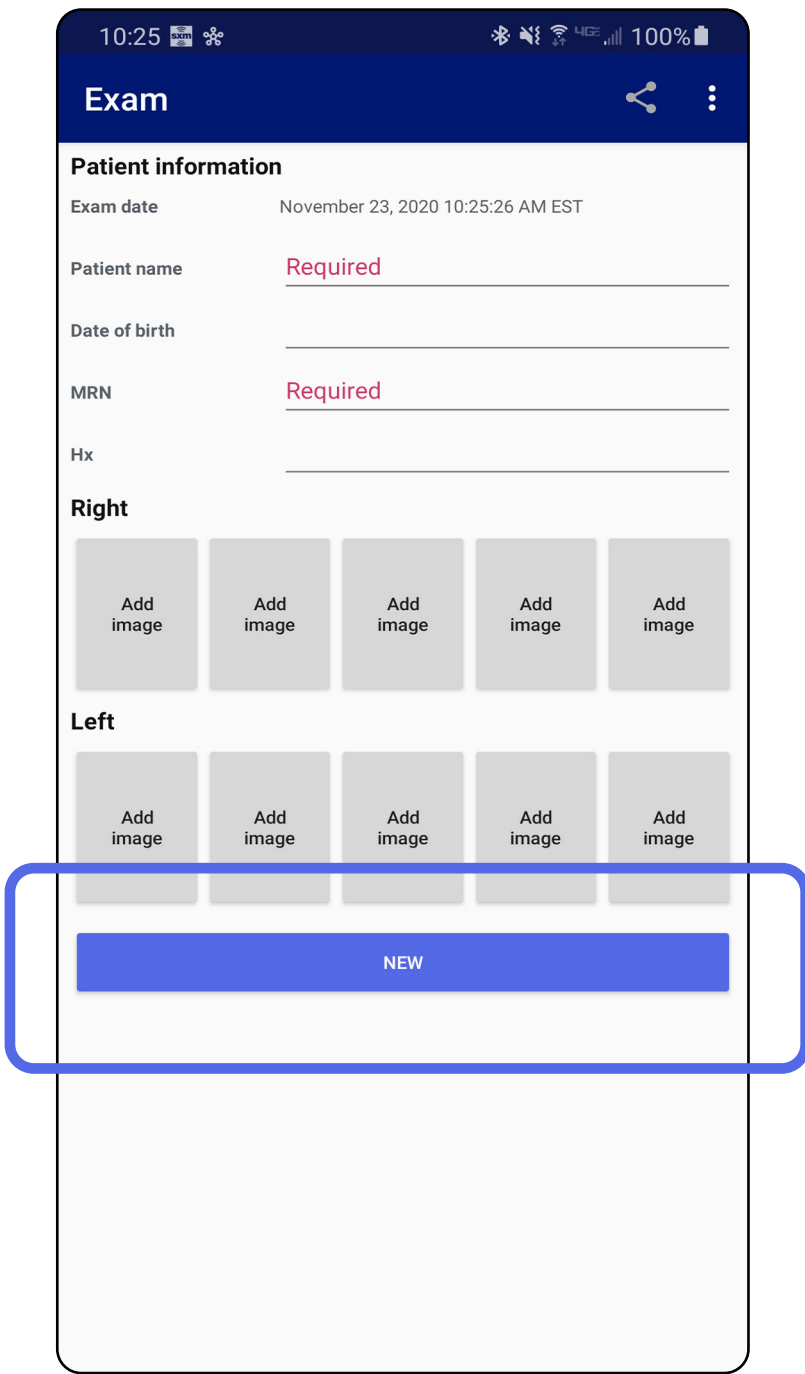 10:25 sxm 4GE 100%
Exam
Patient information
Exam date November 23, 2020 10:25:26 AM EST
Patient name Required
Date of birth
MRN Required
Hx
Right
Add image Add image Add image Add image Add image
Left
Add image Add image Add image Add image Add image
NEW